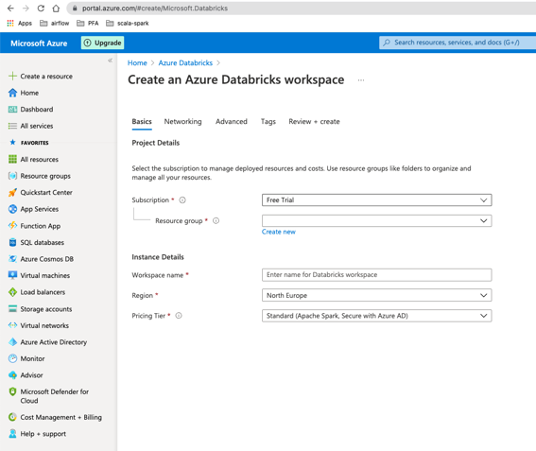 portal.azure.com/#create/Microsoft.Databricks
Apps airflow PFA scala-spark
Microsoft Azure Upgrade Search resources, services, and docs (G+/)
Create a resource
Home
Dashboard
All services
FAVORITES
All resources
Resource groups
Quickstart Center
App Services
Function App
SQL databases
Azure Cosmos DB
Virtual machines
Load balancers
Storage accounts
Virtual networks
Azure Active Directory
Monitor
Advisor
Microsoft Defender for
Cloud
Cost Management + Billing
Help + support
Home > Azure Databricks >
Create an Azure Databricks workspace ...
Basics Networking Advanced Tags Review + create
Project Details
Select the subscription to manage deployed resources and costs. Use resource groups like folders to organize and
manage all your resources.
Subscription * Free Trial
Resource group *
Create new
Instance Details
Workspace name * Enter name for Databricks workspace
Region * North Europe
Pricing Tier * Standard (Apache Spark, Secure with Azure AD)